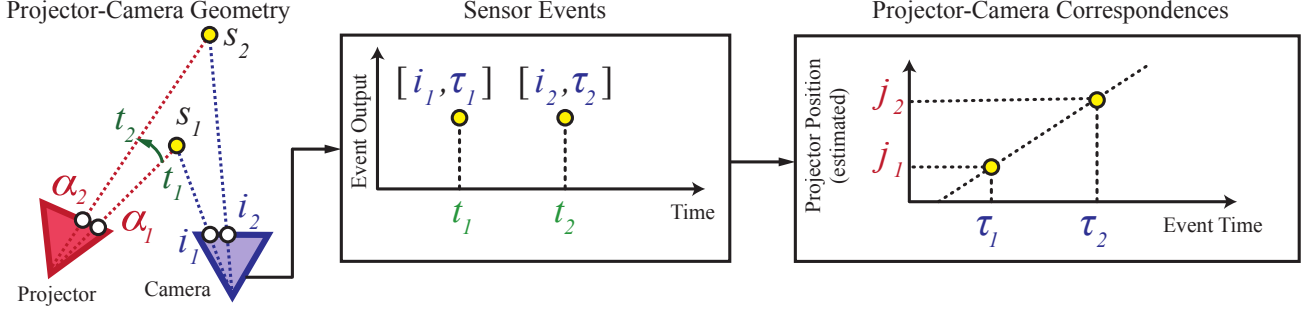 Projector-Camera Geometry
s₂
s₁
t₂
t₁
α₂
α₁
i₂
i₁
Projector
Camera
Sensor Events
Event Output
[i₁,τ₁] [i₂,τ₂]
t₁ t₂
Time
Projector-Camera Correspondences
Projector Position
(estimated)
j₂
j₁
τ₁ τ₂
Event Time